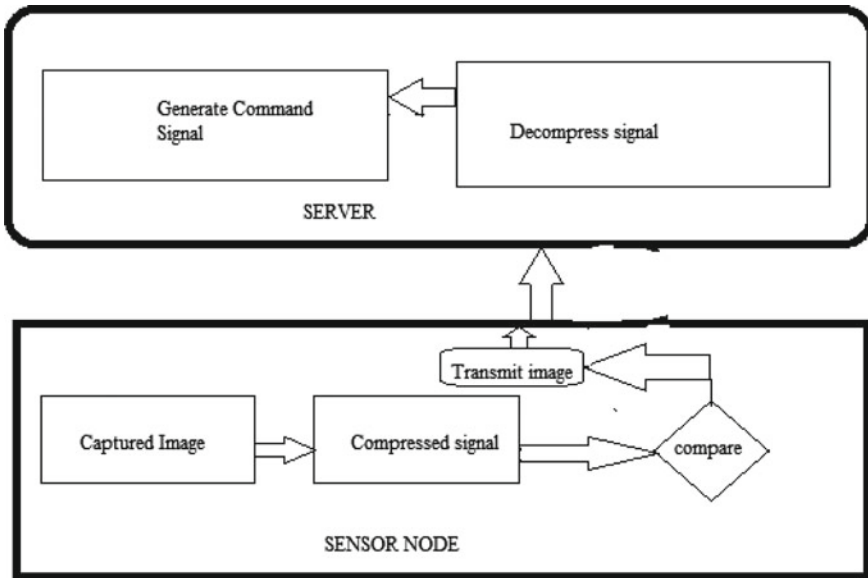 Generate Command
Signal
Decompress signal
SERVER
Transmit image
Captured Image
Compressed signal
compare
SENSOR NODE